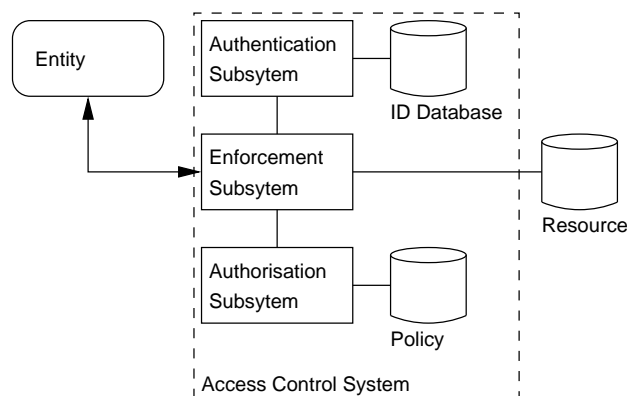 Entity
Authentication
Subsytem
ID Database
Enforcement
Subsytem
Resource
Authorisation
Subsytem
Policy
Access Control System